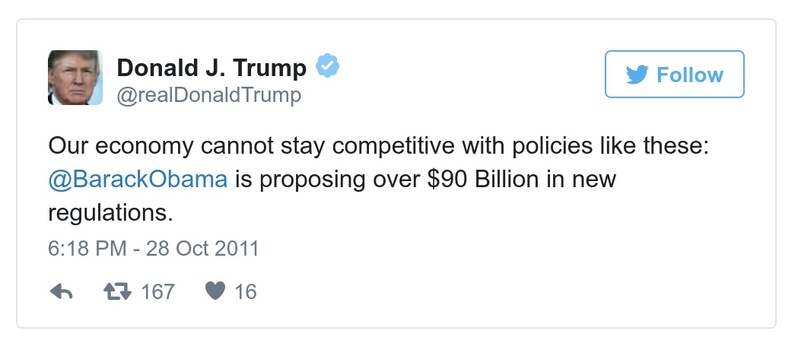 Donald J. Trump
@realDonaldTrump
Follow
Our economy cannot stay competitive with policies like these:
@BarackObama is proposing over $90 Billion in new
regulations.
6:18 PM - 28 Oct 2011
167 16